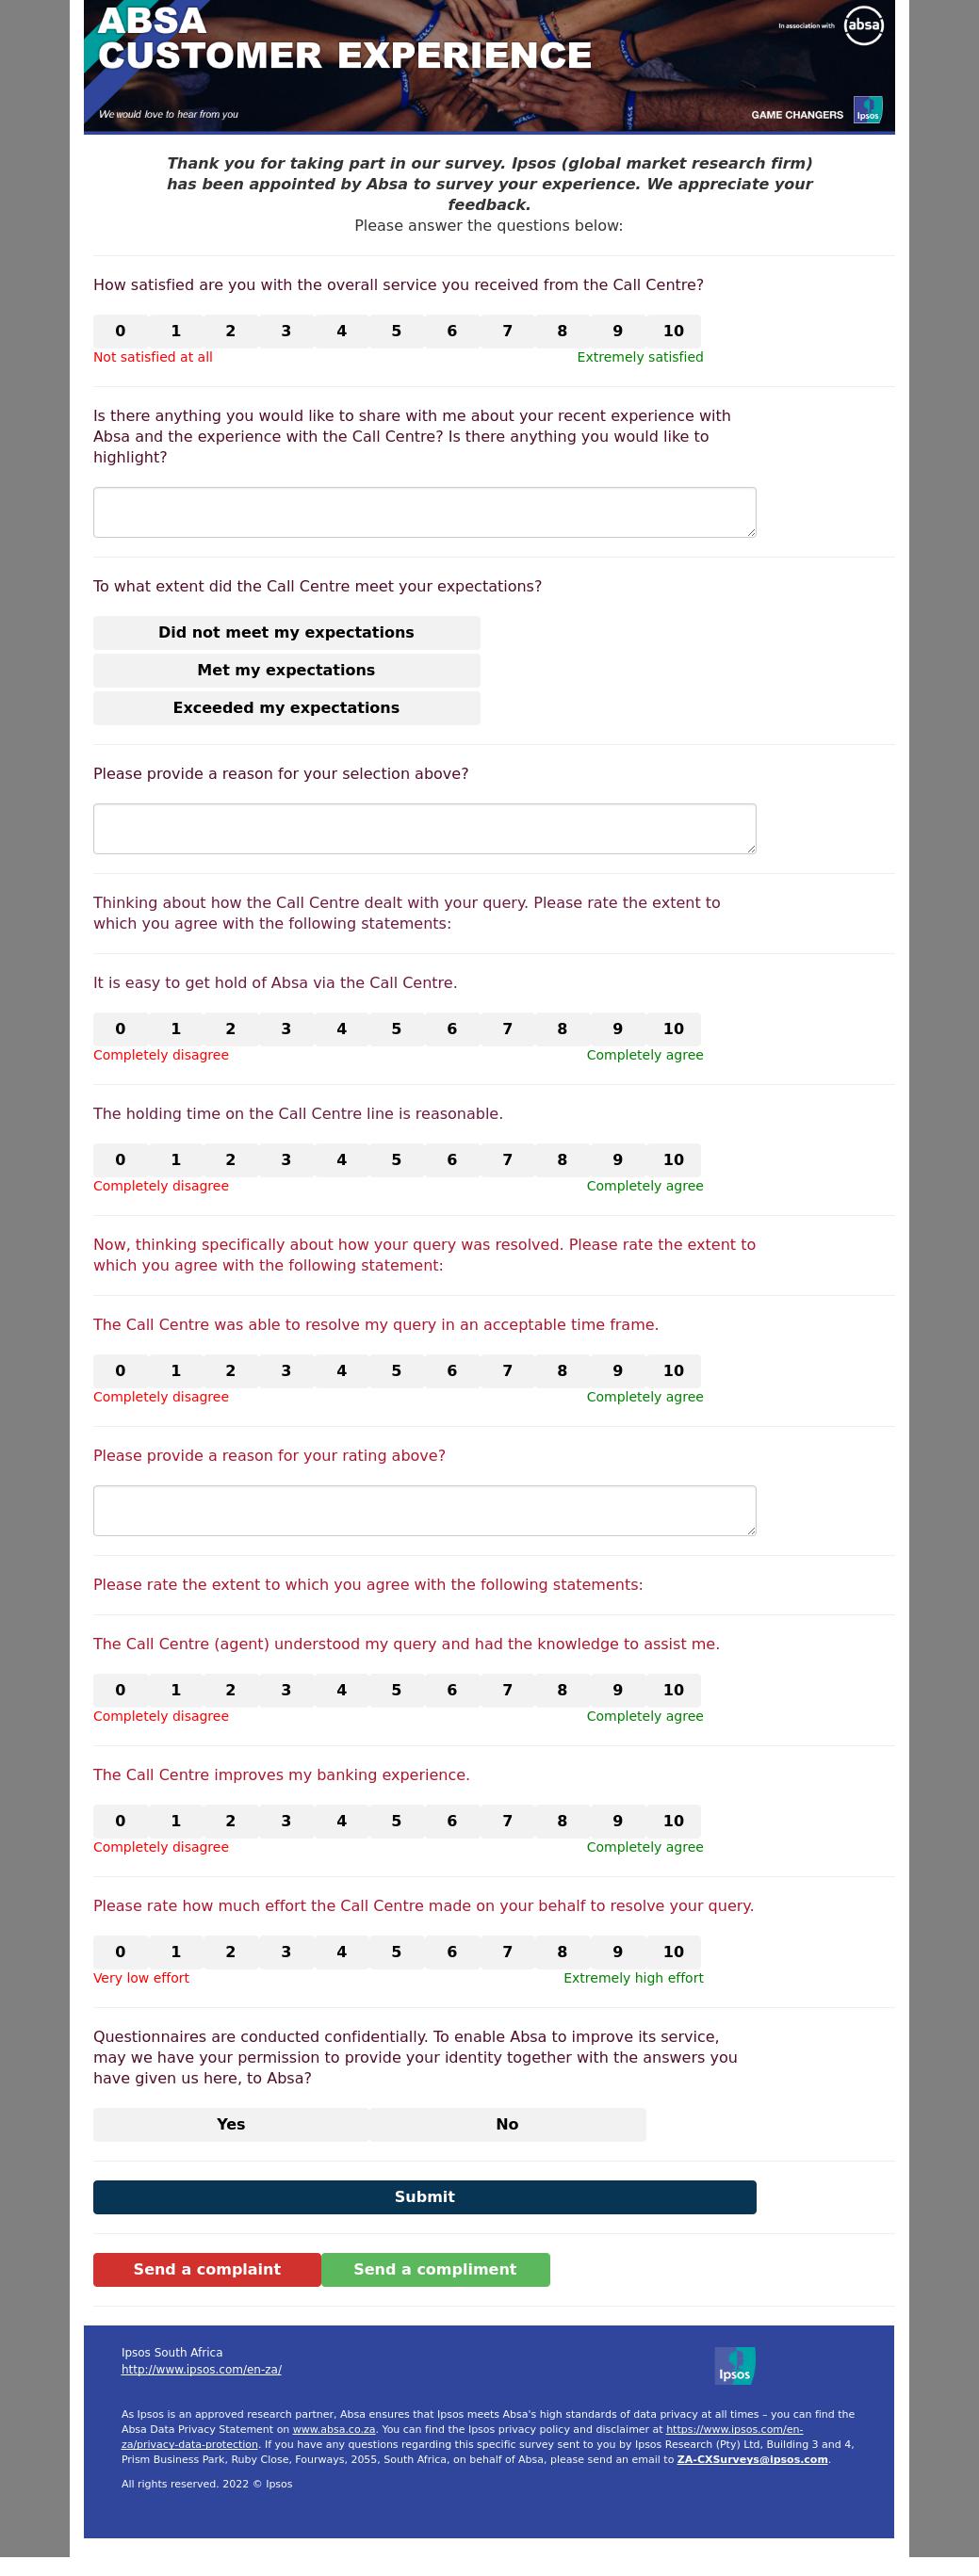 ABSA
CUSTOMER EXPERIENCE
In association with
absa
We would love to hear from you
GAME CHANGERS
Ipsos
Thank you for taking part in our survey. Ipsos (global market research firm)
has been appointed by Absa to survey your experience. We appreciate your
feedback.
Please answer the questions below:
How satisfied are you with the overall service you received from the Call Centre?
0 1 2 3 4 5 6 7 8 9 10
Not satisfied at all Extremely satisfied
Is there anything you would like to share with me about your recent experience with
Absa and the experience with the Call Centre? Is there anything you would like to
highlight?
To what extent did the Call Centre meet your expectations?
Did not meet my expectations
Met my expectations
Exceeded my expectations
Please provide a reason for your selection above?
Thinking about how the Call Centre dealt with your query. Please rate the extent to
which you agree with the following statements:
It is easy to get hold of Absa via the Call Centre.
0 1 2 3 4 5 6 7 8 9 10
Completely disagree Completely agree
The holding time on the Call Centre line is reasonable.
0 1 2 3 4 5 6 7 8 9 10
Completely disagree Completely agree
Now, thinking specifically about how your query was resolved. Please rate the extent to
which you agree with the following statement:
The Call Centre was able to resolve my query in an acceptable time frame.
0 1 2 3 4 5 6 7 8 9 10
Completely disagree Completely agree
Please provide a reason for your rating above?
Please rate the extent to which you agree with the following statements:
The Call Centre (agent) understood my query and had the knowledge to assist me.
0 1 2 3 4 5 6 7 8 9 10
Completely disagree Completely agree
The Call Centre improves my banking experience.
0 1 2 3 4 5 6 7 8 9 10
Completely disagree Completely agree
Please rate how much effort the Call Centre made on your behalf to resolve your query.
0 1 2 3 4 5 6 7 8 9 10
Very low effort Extremely high effort
Questionnaires are conducted confidentially. To enable Absa to improve its service,
may we have your permission to provide your identity together with the answers you
have given us here, to Absa?
Yes No
Submit
Send a complaint Send a compliment
Ipsos South Africa
http://www.ipsos.com/en-za/
Ipsos
As Ipsos is an approved research partner, Absa ensures that Ipsos meets Absa's high standards of data privacy at all times – you can find the
Absa Data Privacy Statement on www.absa.co.za. You can find the Ipsos privacy policy and disclaimer at https://www.ipsos.com/en-
za/privacy-data-protection. If you have any questions regarding this specific survey sent to you by Ipsos Research (Pty) Ltd, Building 3 and 4,
Prism Business Park, Ruby Close, Fourways, 2055, South Africa, on behalf of Absa, please send an email to ZA-CXSurveys@ipsos.com.
All rights reserved. 2022 © Ipsos